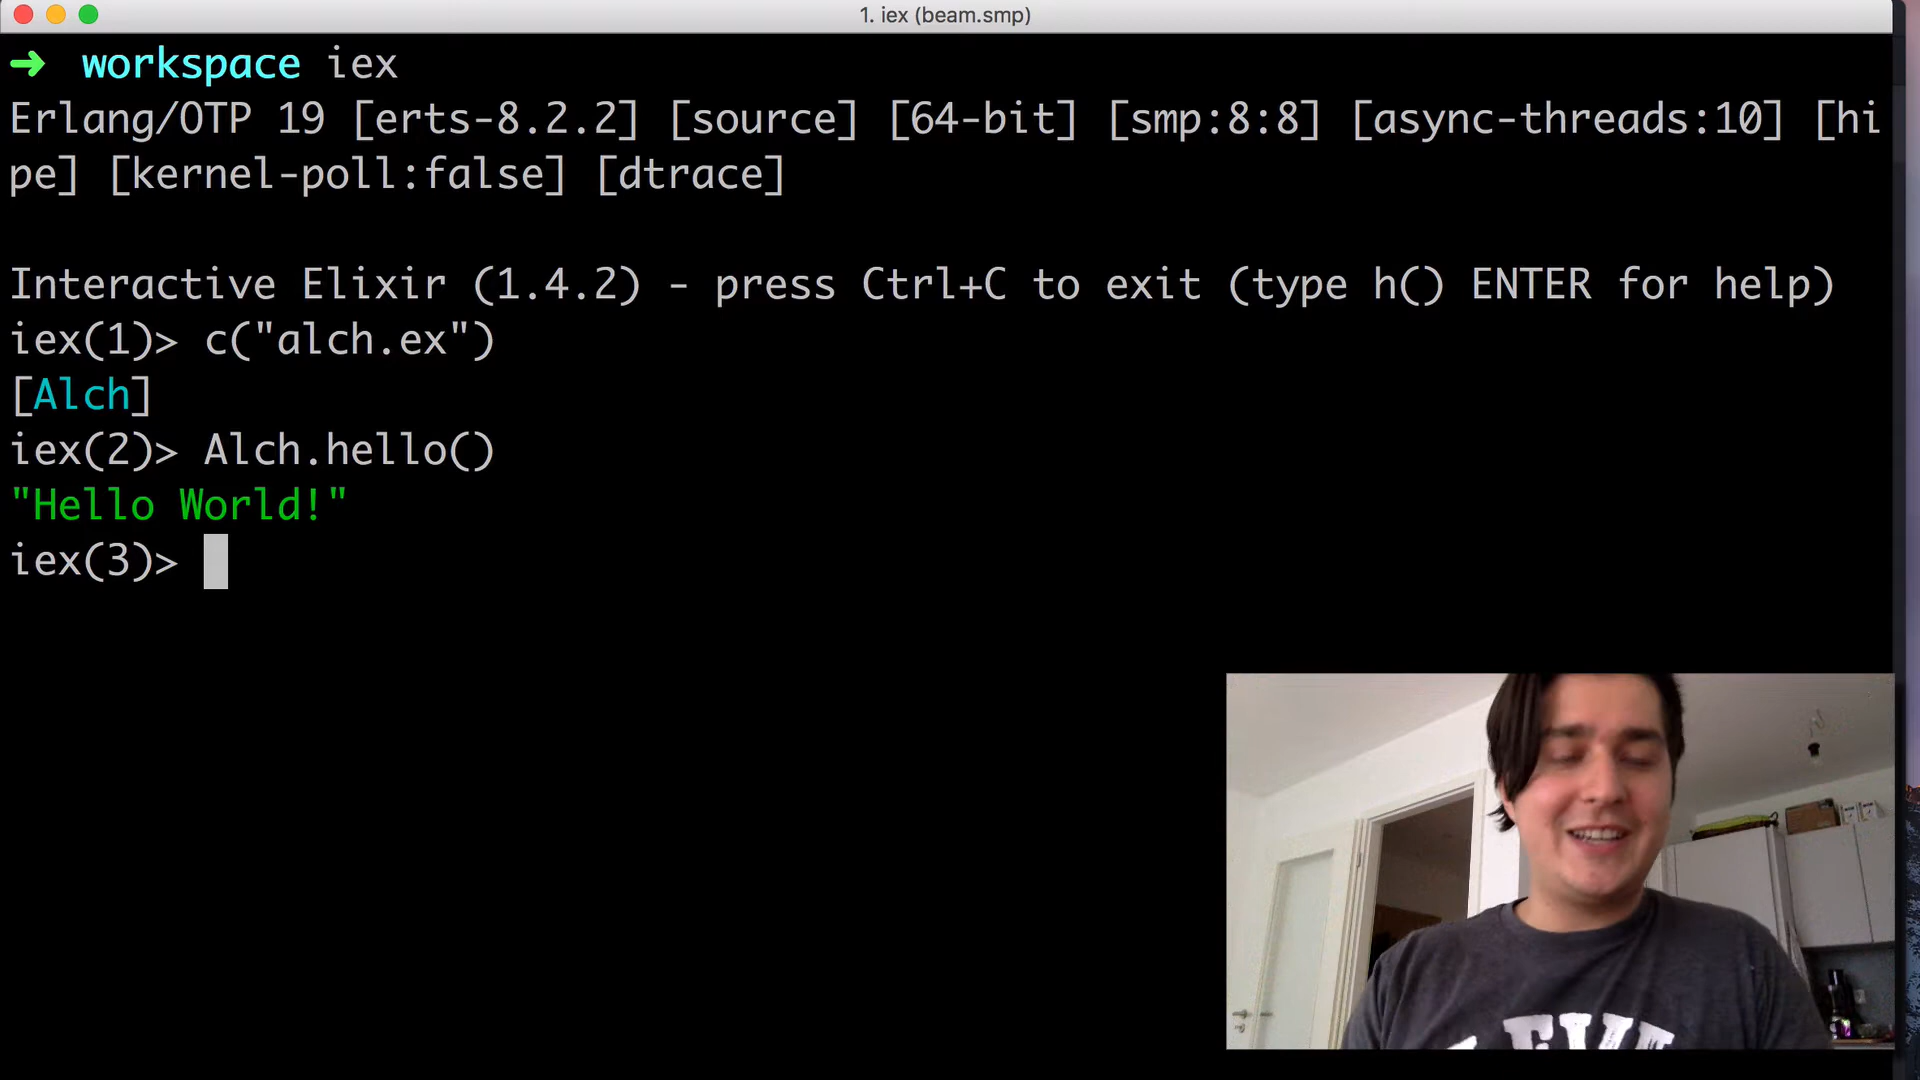 1. iex (beam.smp)
➜ workspace iex
Erlang/OTP 19 [erts-8.2.2] [source] [64-bit] [smp:8:8] [async-threads:10] [hi
pe] [kernel-poll:false] [dtrace]
Interactive Elixir (1.4.2) - press Ctrl+C to exit (type h() ENTER for help)
iex(1)> c("alch.ex")
[Alch]
iex(2)> Alch.hello()
"Hello World!"
iex(3)>